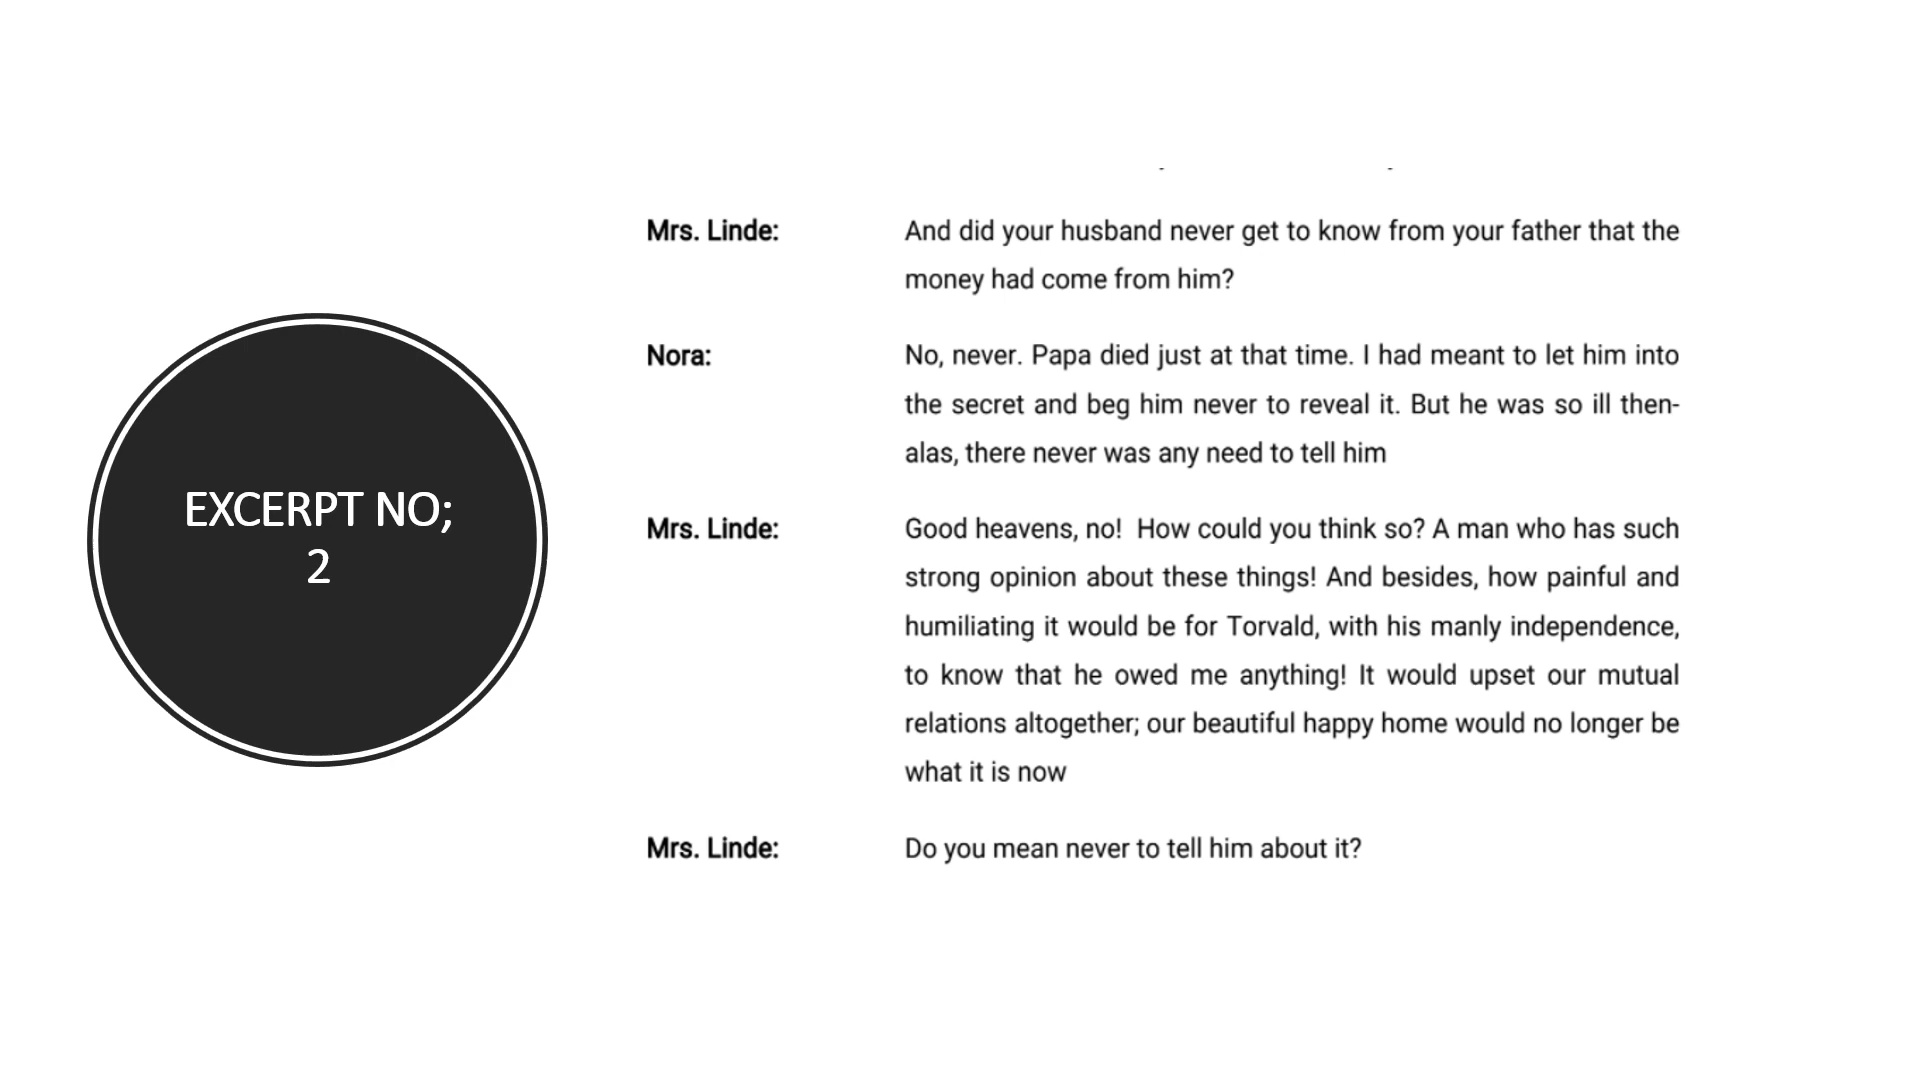 EXCERPT NO;
2
Mrs. Linde: And did your husband never get to know from your father that the
money had come from him?
Nora: No, never. Papa died just at that time. I had meant to let him into
the secret and beg him never to reveal it. But he was so ill then-
alas, there never was any need to tell him
Mrs. Linde: Good heavens, no! How could you think so? A man who has such
strong opinion about these things! And besides, how painful and
humiliating it would be for Torvald, with his manly independence,
to know that he owed me anything! It would upset our mutual
relations altogether; our beautiful happy home would no longer be
what it is now
Mrs. Linde: Do you mean never to tell him about it?